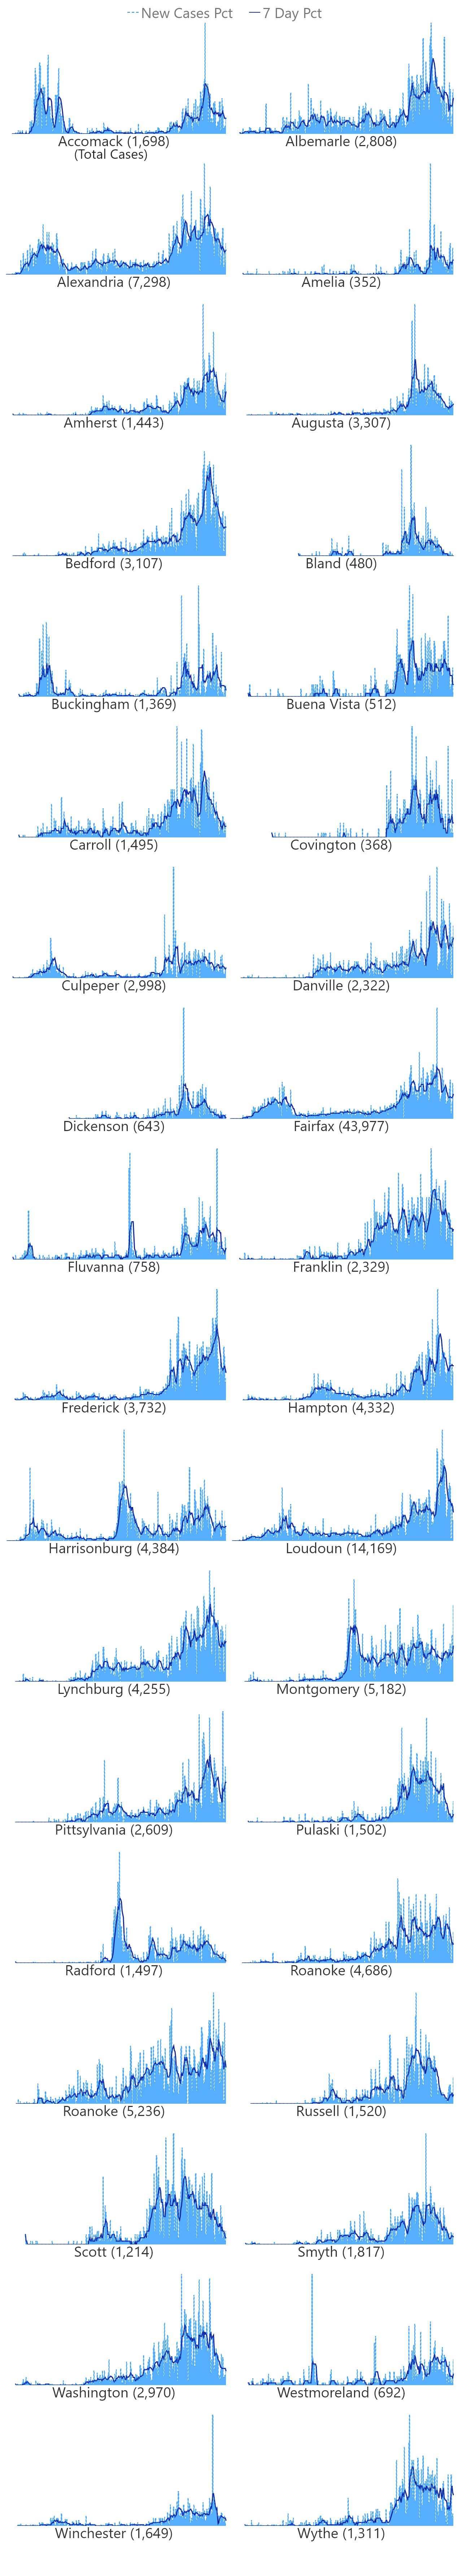 New Cases Pct 7 Day Pct
Accomack (1,698)
(Total Cases)
Albemarle (2,808)
Alexandria (7,298)
Amelia (352)
Amherst (1,443)
Augusta (3,307)
Bedford (3,107)
Bland (480)
Buckingham (1,369)
Buena Vista (512)
Carroll (1,495)
Covington (368)
Culpeper (2,998)
Danville (2,322)
Dickenson (643)
Fairfax (43,977)
Fluvanna (758)
Franklin (2,329)
Frederick (3,732)
Hampton (4,332)
Harrisonburg (4,384)
Loudoun (14,169)
Lynchburg (4,255)
Montgomery (5,182)
Pittsylvania (2,609)
Pulaski (1,502)
Radford (1,497)
Roanoke (4,686)
Roanoke (5,236)
Russell (1,520)
Scott (1,214)
Smyth (1,817)
Washington (2,970)
Westmoreland (692)
Winchester (1,649)
Wythe (1,311)